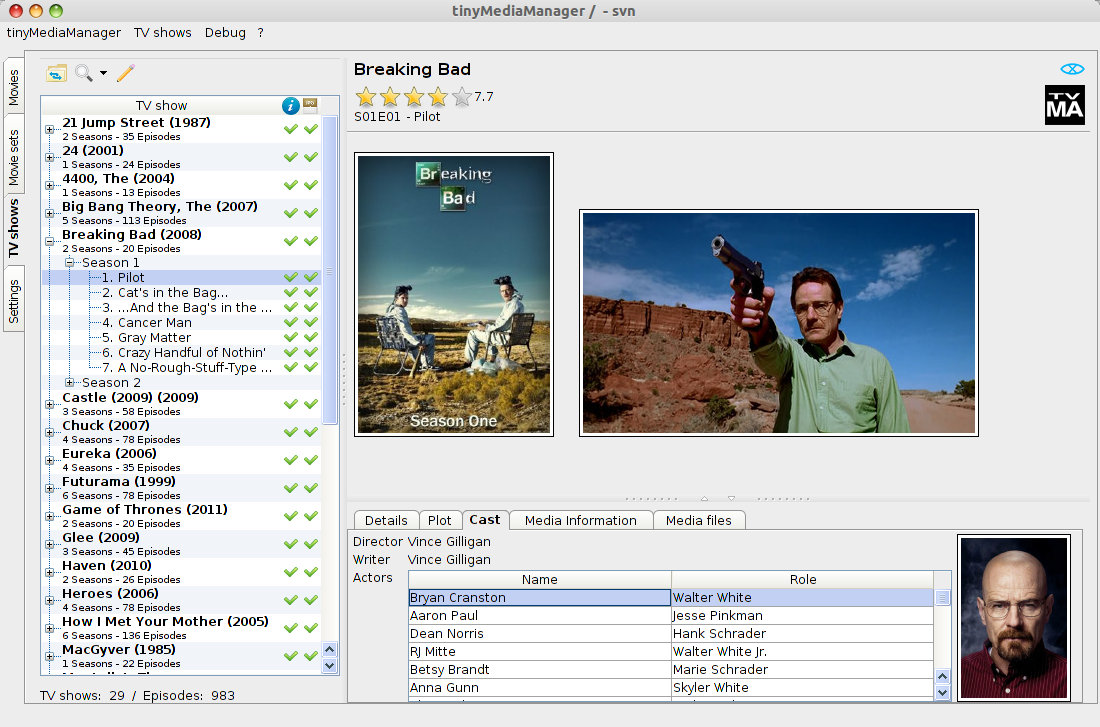 tinyMediaManager / - svn
tinyMediaManager TV shows Debug ?
Movies
Movie sets
TV shows
Settings
TV show
21 Jump Street (1987)
2 Seasons - 35 Episodes
24 (2001)
1 Seasons - 24 Episodes
4400, The (2004)
1 Seasons - 13 Episodes
Big Bang Theory, The (2007)
5 Seasons - 113 Episodes
Breaking Bad (2008)
2 Seasons - 20 Episodes
Season 1
1. Pilot
2. Cat's in the Bag...
3. ...And the Bag's in the ...
4. Cancer Man
5. Gray Matter
6. Crazy Handful of Nothin'
7. A No-Rough-Stuff-Type ...
Season 2
Castle (2009) (2009)
3 Seasons - 58 Episodes
Chuck (2007)
4 Seasons - 78 Episodes
Eureka (2006)
4 Seasons - 35 Episodes
Futurama (1999)
6 Seasons - 78 Episodes
Game of Thrones (2011)
2 Seasons - 20 Episodes
Glee (2009)
3 Seasons - 45 Episodes
Haven (2010)
2 Seasons - 26 Episodes
Heroes (2006)
4 Seasons - 78 Episodes
How I Met Your Mother (2005)
6 Seasons - 136 Episodes
MacGyver (1985)
1 Seasons - 22 Episodes
TV shows: 29 / Episodes: 983
Breaking Bad
7.7
S01E01 - Pilot
TV
MA
Breaking
Bad
Season One
Details Plot Cast Media Information Media files
Director Vince Gilligan
Writer Vince Gilligan
Actors
Name Role
Bryan Cranston Walter White
Aaron Paul Jesse Pinkman
Dean Norris Hank Schrader
RJ Mitte Walter White Jr.
Betsy Brandt Marie Schrader
Anna Gunn Skyler White